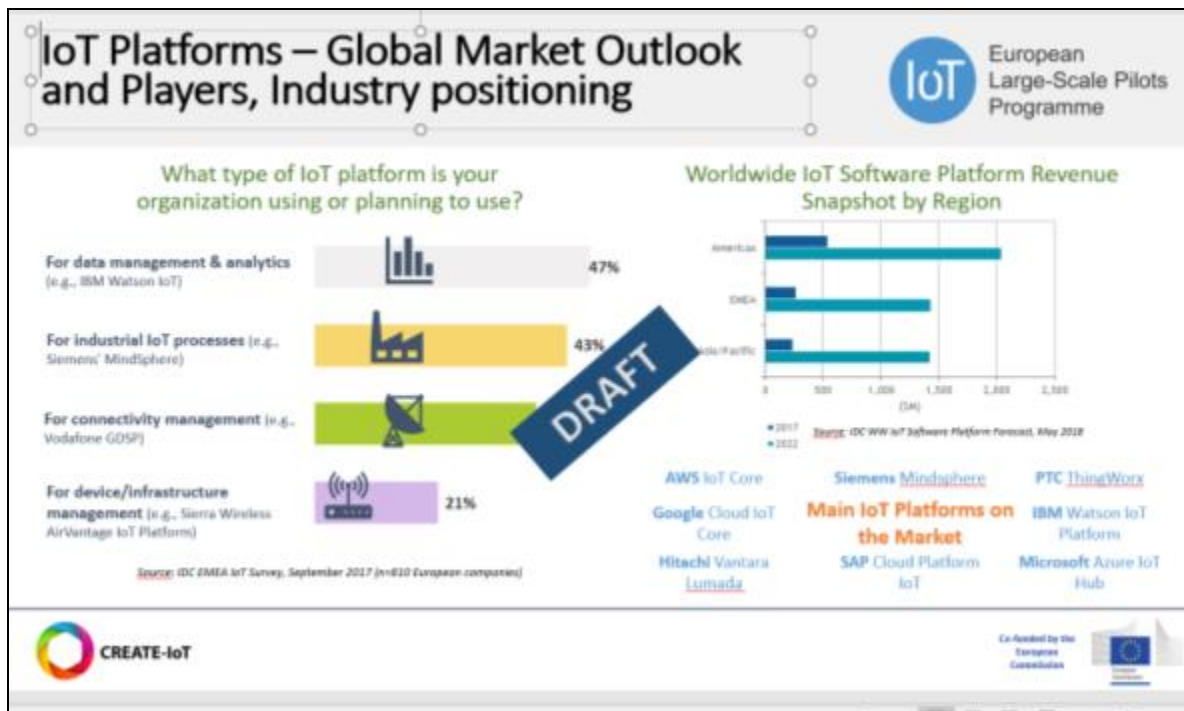 IoT Platforms – Global Market Outlook
and Players, Industry positioning
IoT
European
Large-Scale Pilots
Programme
What type of IoT platform is your
organization using or planning to use?
For data management & analytics
(e.g., IBM Watson IoT)
47%
For industrial IoT processes (e.g.,
Siemens' MindSphere)
43%
For connectivity management (e.g.,
Vodafone GDSP)
For device/infrastructure
management (e.g., Sierra Wireless
AirVantage IoT Platform)
21%
Source: IDC EMEA IoT Survey, September 2017 (n=810 European companies)
DRAFT
Worldwide IoT Software Platform Revenue
Snapshot by Region
Americas
EMEA
Asia/Pacific
0 500 1,000 1,500 2,000 2,500
($M)
2017
2022
Source: IDC WW IoT Software Platform Forecast, May 2018
AWS IoT Core
Siemens Mindsphere
PTC ThingWorx
Google Cloud IoT
Core
Main IoT Platforms on
the Market
IBM Watson IoT
Platform
Hitachi Vantara
Lumada
SAP Cloud Platform
IoT
Microsoft Azure IoT
Hub
CREATE-IoT
Co-funded by the
European
Commission